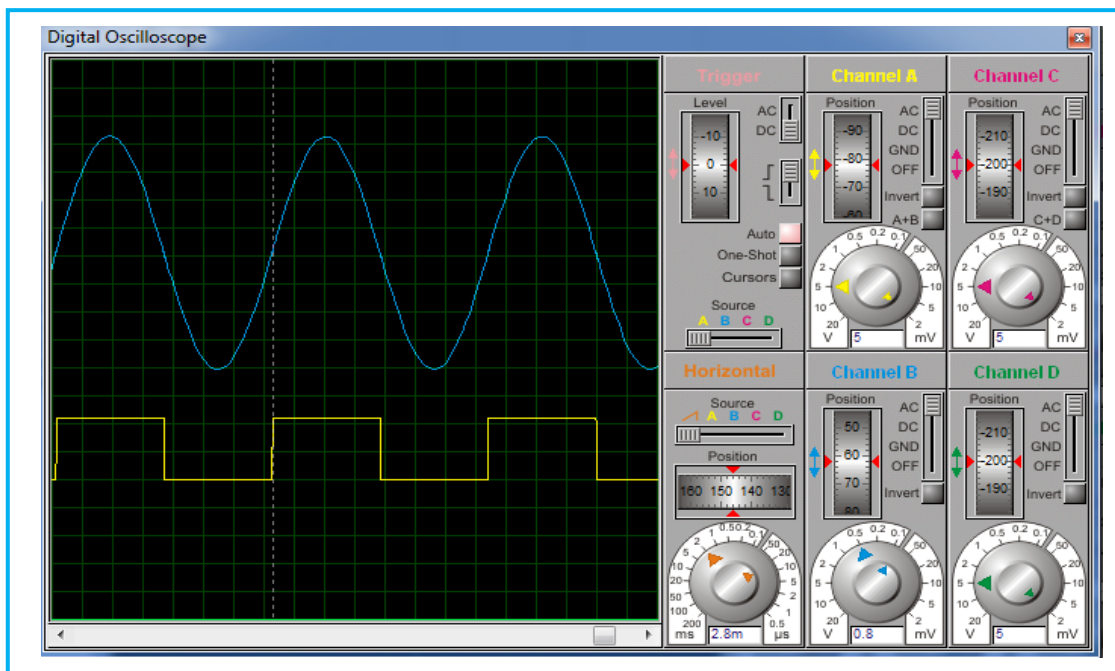 Digital Oscilloscope
Trigger
Level
-10
0
10
AC
DC
Auto
One-Shot
Cursors
Source
A B C D
Channel A
Position
-90
-80
-70
-60
AC
DC
GND
OFF
Invert
A+B
20 10 5 2 1 0.5 0.2 0.1 50 20 10 5 2
V 5 mV
Channel C
Position
-210
-200
-190
AC
DC
GND
OFF
Invert
C+D
20 10 5 2 1 0.5 0.2 0.1 50 20 10 5 2
V 5 mV
Horizontal
Source
A B C D
Position
160 150 140 130
200 100 50 20 10 5 2 1 0.5 0.2 0.1 50 20 10 5 2 1 0.5
ms 2.8m µs
Channel B
Position
50
60
70
80
AC
DC
GND
OFF
Invert
20 10 5 2 1 0.5 0.2 0.1 50 20 10 5 2
V 0.8 mV
Channel D
Position
-210
-200
-190
AC
DC
GND
OFF
Invert
20 10 5 2 1 0.5 0.2 0.1 50 20 10 5 2
V 5 mV